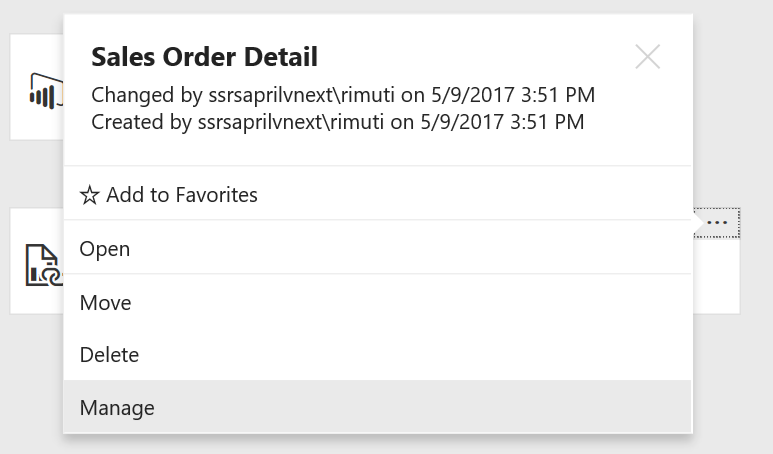 Sales Order Detail
Changed by ssrsaprilvnext\rimuti on 5/9/2017 3:51 PM
Created by ssrsaprilvnext\rimuti on 5/9/2017 3:51 PM
Add to Favorites
Open
Move
Delete
Manage